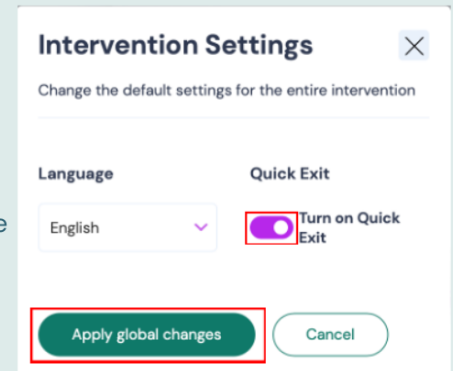 Intervention Settings
Change the default settings for the entire intervention
Language
Quick Exit
e
English
Turn on Quick
Exit
Apply global changes
Cancel